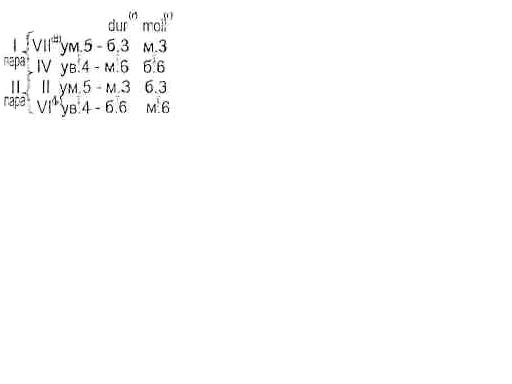 dur(г) moll(г)
I VII(#)ум.5 - б.3 м.3
пара IV ув.4 - м.6 б.6
II II ум.5 - м.3 б.3
пара VI(b)ув.4 - б.6 м.6